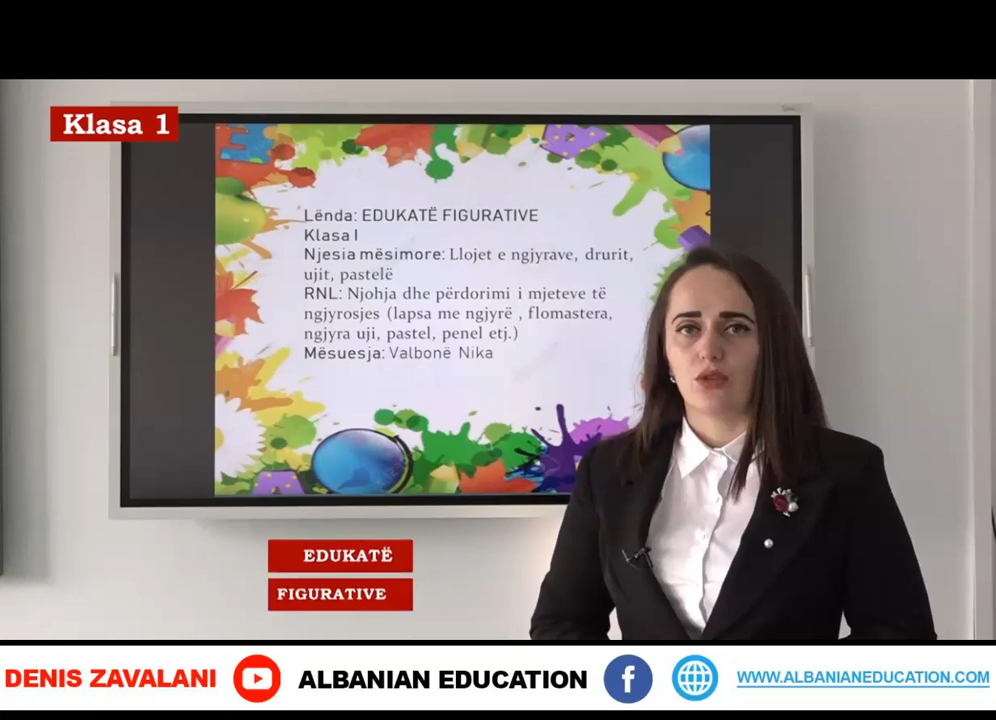 Klasa 1
Lënda: EDUKATË FIGURATIVE
Klasa I
Njesia mësimore: Llojet e ngjyrave, drurit,
ujit, pastelë
RNL: Njohja dhe përdorimi i mjeteve të
ngjyrosjes (lapsa me ngjyrë , flomastera,
ngjyra uji, pastel, penel etj.)
Mësuesja: Valbonë Nika
EDUKATË
FIGURATIVE
DENIS ZAVALANI
ALBANIAN EDUCATION
f
WWW.ALBANIANEDUCATION.COM